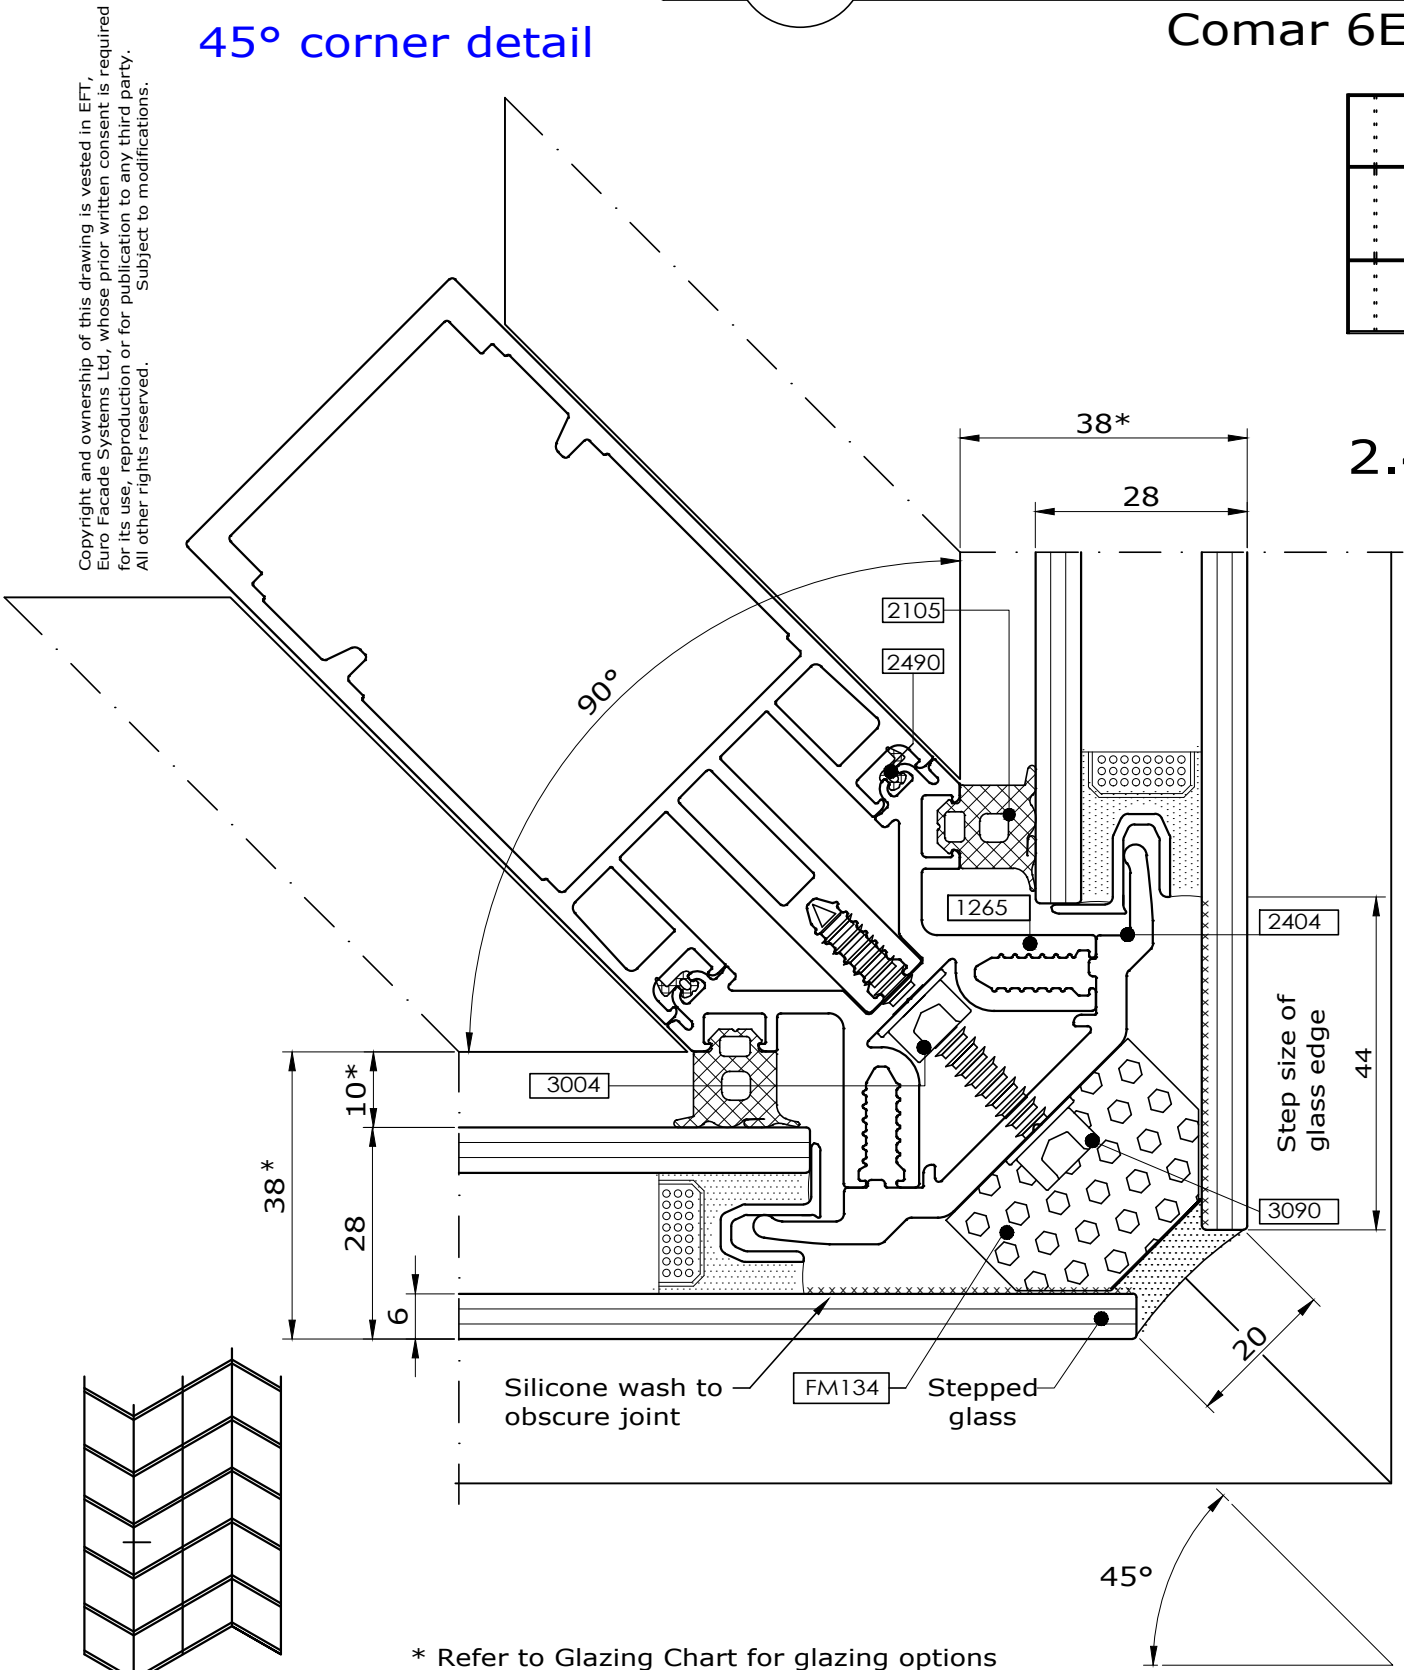 45° corner detail
Comar 6E
Copyright and ownership of this drawing is vested in EFT,
Euro Facade Systems Ltd, whose prior written consent is required
for its use, reproduction or for publication to any third party.
All other rights reserved. Subject to modifications.
38*
2.
28
2105
2490
90°
1265
2404
Step size of
glass edge
44
3004
10*
38*
28
6
3090
20
Silicone wash to
obscure joint
FM134
Stepped
glass
45°
* Refer to Glazing Chart for glazing options